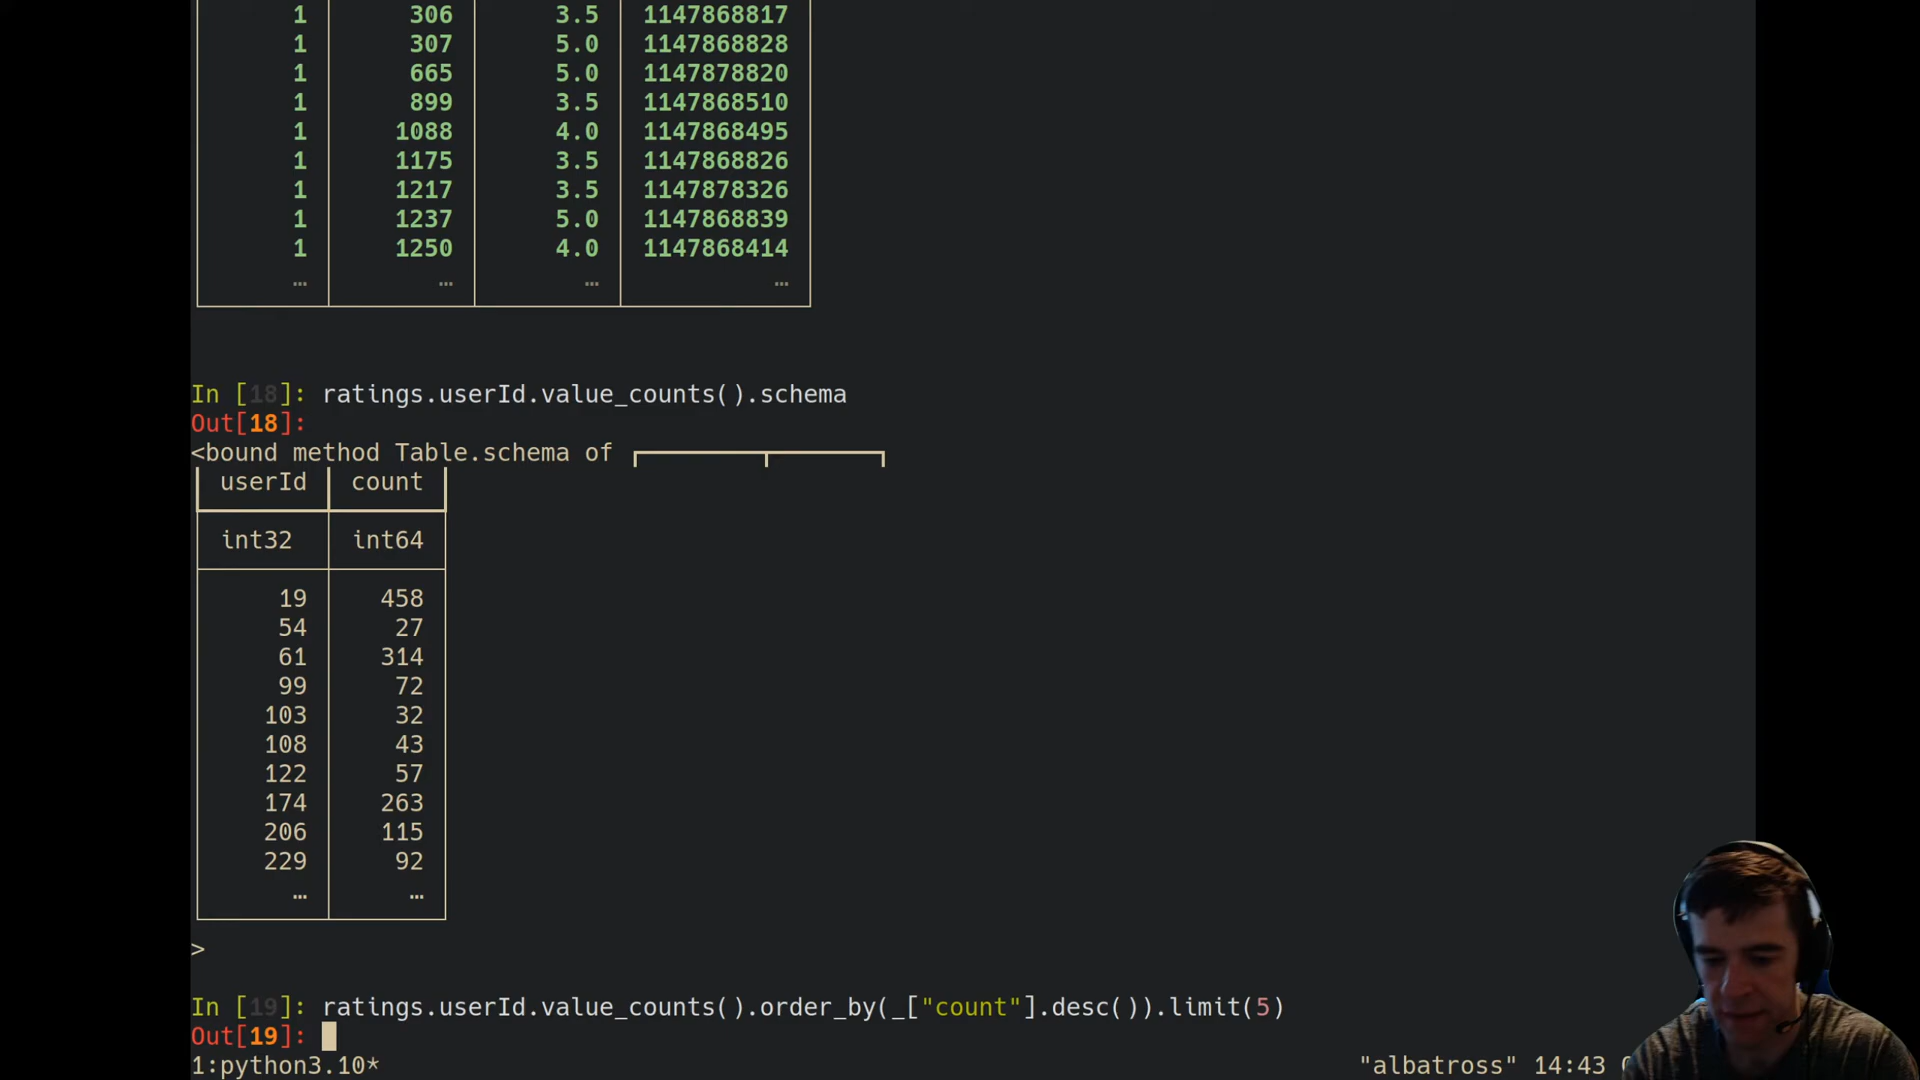 1 306 3.5 1147868817
1 307 5.0 1147868828
1 665 5.0 1147878820
1 899 3.5 1147868510
1 1088 4.0 1147868495
1 1175 3.5 1147868826
1 1217 3.5 1147878326
1 1237 5.0 1147868839
1 1250 4.0 1147868414
… … … …
In [18]: ratings.userId.value_counts().schema
Out[18]:
<bound method Table.schema of
userId count
int32 int64
19 458
54 27
61 314
99 72
103 32
108 43
122 57
174 263
206 115
229 92
… …
>
In [19]: ratings.userId.value_counts().order_by(_["count"].desc()).limit(5)
Out[19]:
1:python3.10* "albatross" 14:43